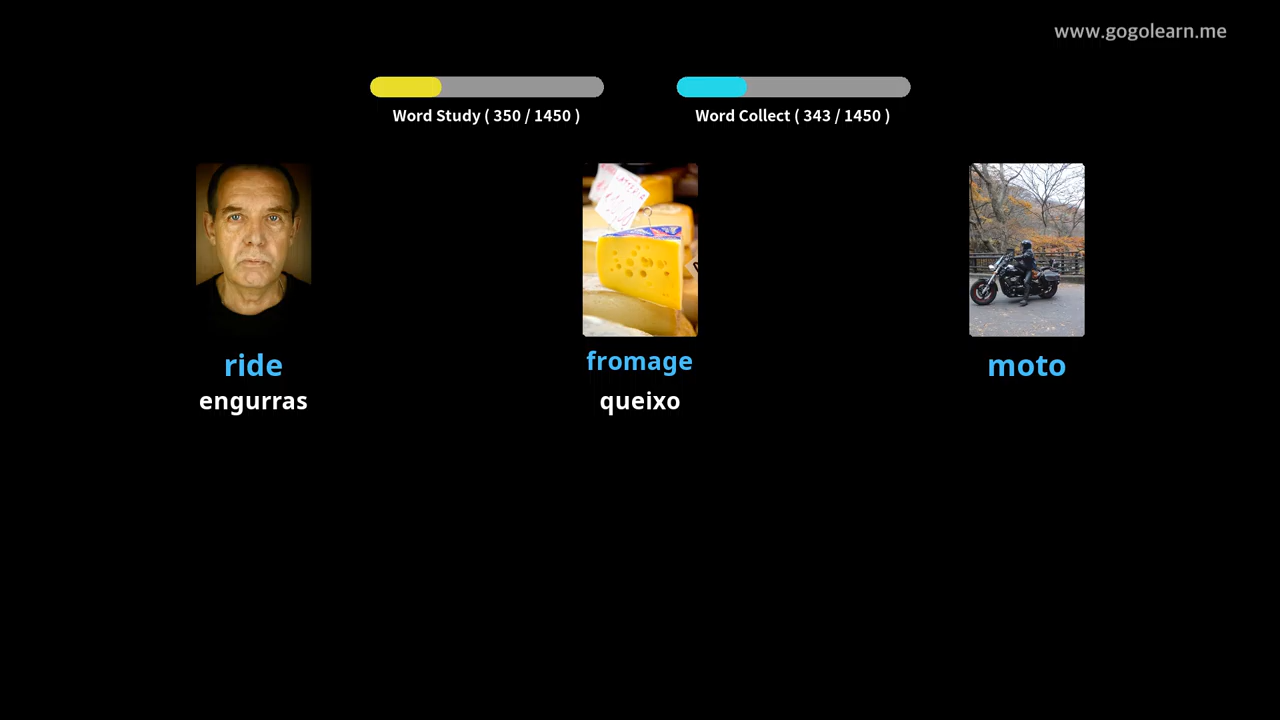 www.gogolearn.me
Word Study ( 350 / 1450 )
Word Collect ( 343 / 1450 )
ride
fromage
moto
engurras
queixo